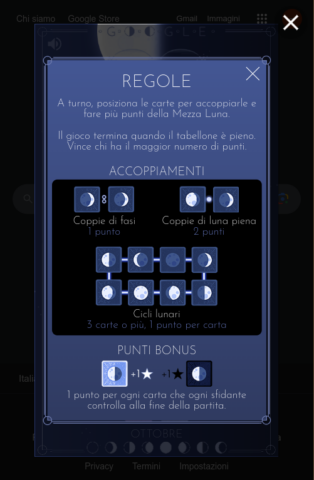 Chi siamo Google Store Gmail Immagini
REGOLE
A turno, posiziona le carte per accoppiarle e
fare più punti della Mezza Luna.
Il gioco termina quando il tabellone è pieno.
Vince chi ha il maggior numero di punti.
ACCOPPIAMENTI
Coppie di fasi
1 punto
Coppie di luna piena
2 punti
Cicli lunari
3 carte o più, 1 punto per carta
PUNTI BONUS
+1 +1
1 punto per ogni carta che ogni sfidante
controlla alla fine della partita.
Italia
OTTOBRE
Privacy Termini Impostazioni